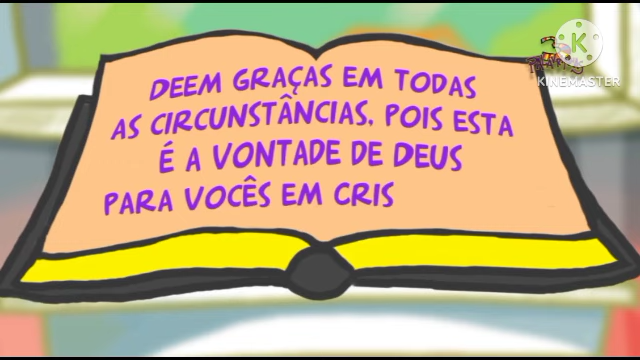 DEEM GRAÇAS EM TODAS
AS CIRCUNSTÂNCIAS, POIS ESTA
É A VONTADE DE DEUS
PARA VOCÊS EM CRIS
K
KINEMASTER